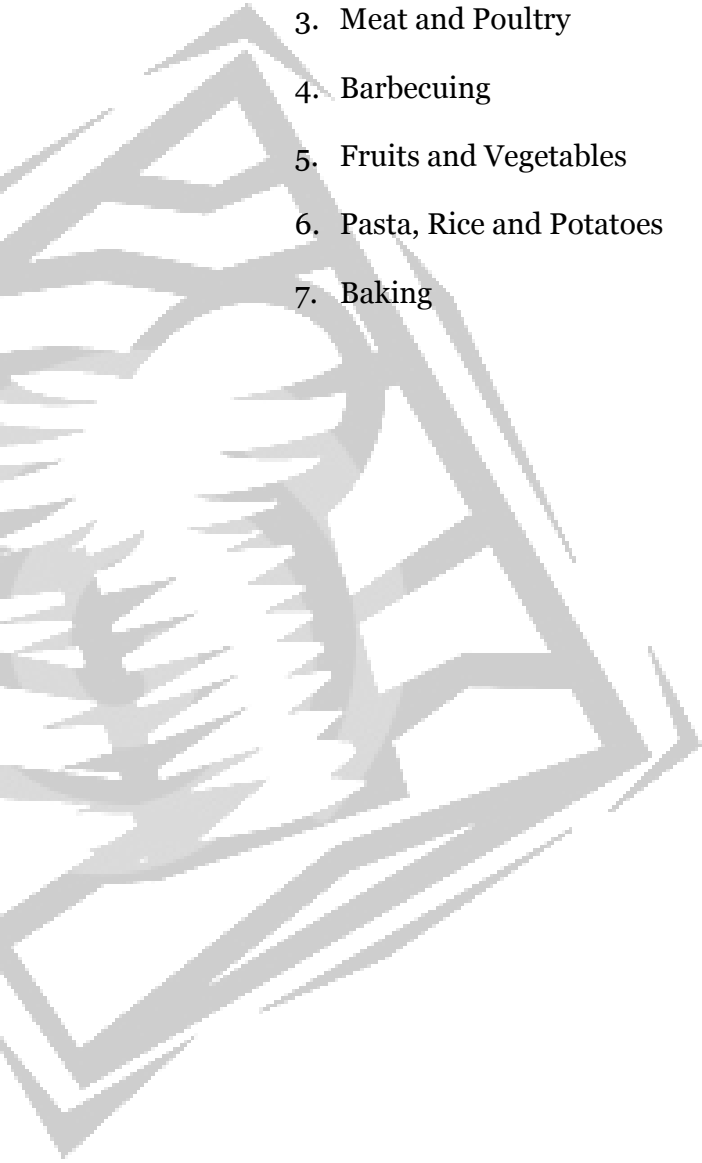 3. Meat and Poultry
4. Barbecuing
5. Fruits and Vegetables
6. Pasta, Rice and Potatoes
7. Baking